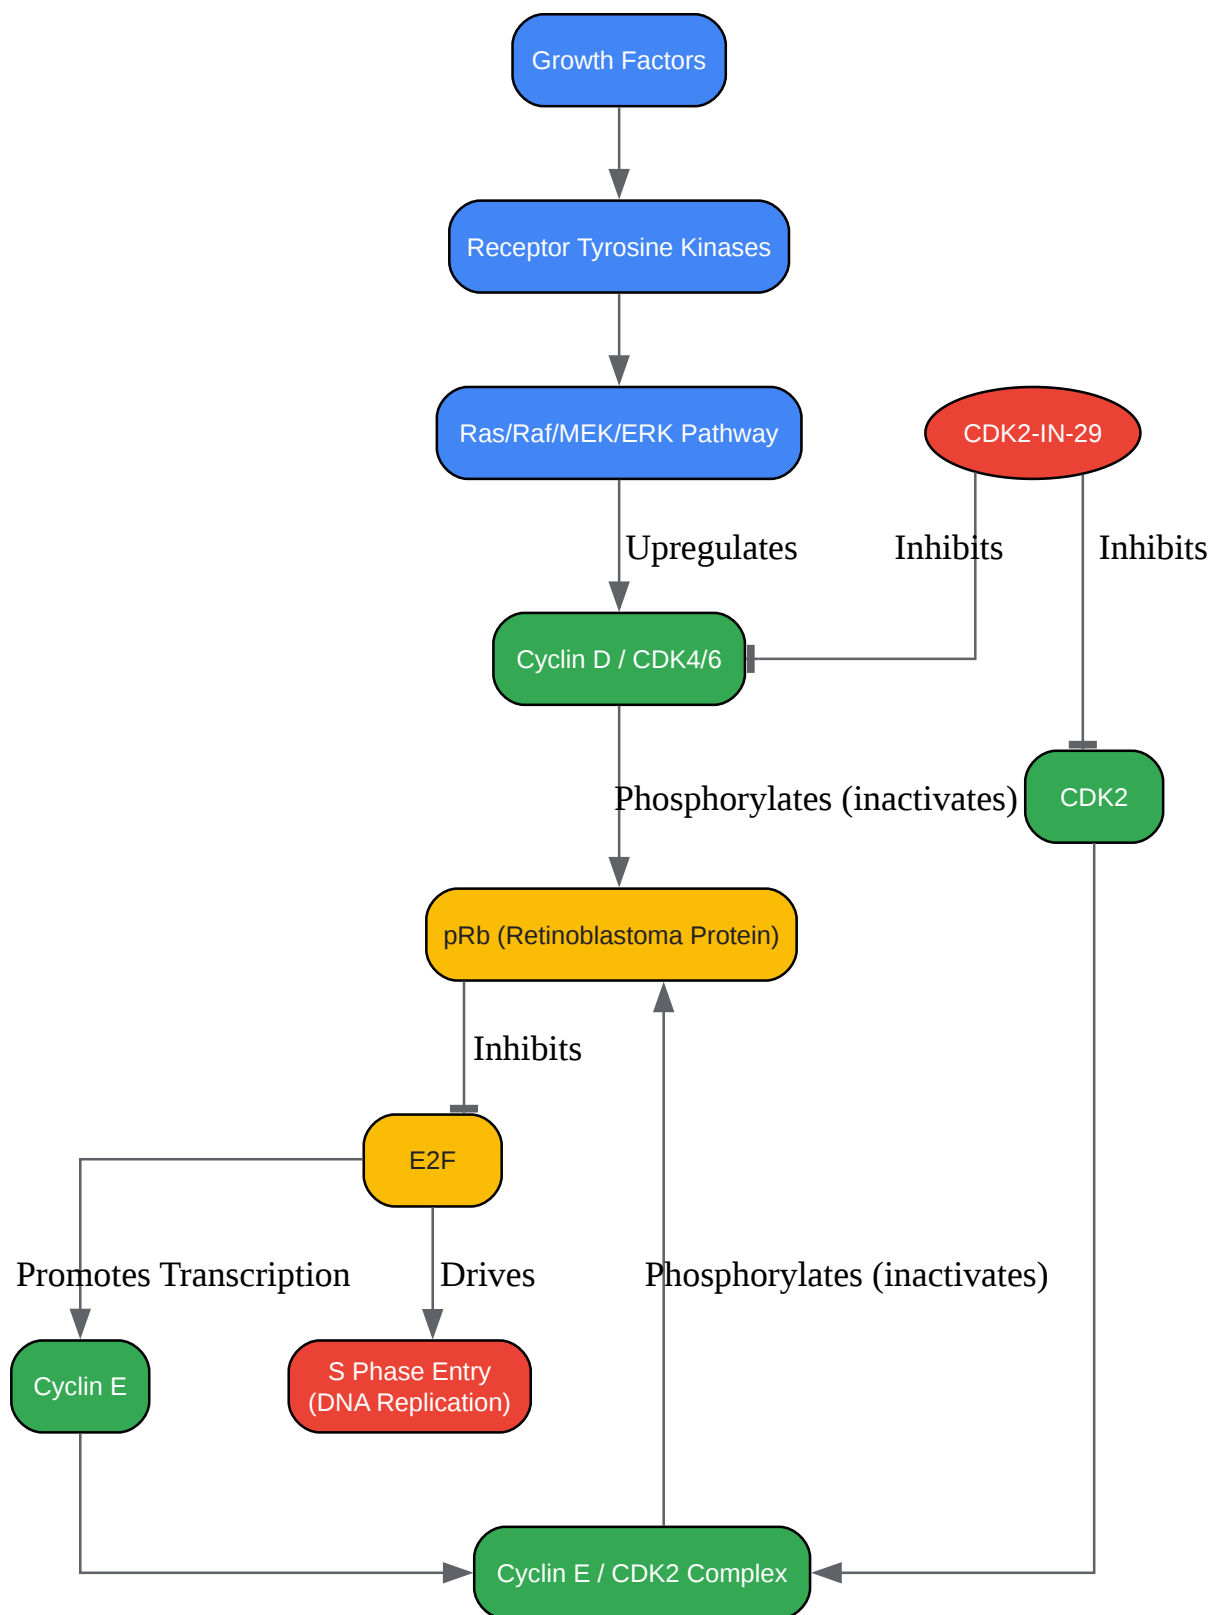 Growth Factors
Receptor Tyrosine Kinases
Ras/Raf/MEK/ERK Pathway
CDK2-IN-29
Upregulates
Inhibits
Inhibits
Cyclin D / CDK4/6
Phosphorylates (inactivates)
CDK2
pRb (Retinoblastoma Protein)
Inhibits
E2F
Promotes Transcription
Drives
Phosphorylates (inactivates)
Cyclin E
S Phase Entry
(DNA Replication)
Cyclin E / CDK2 Complex